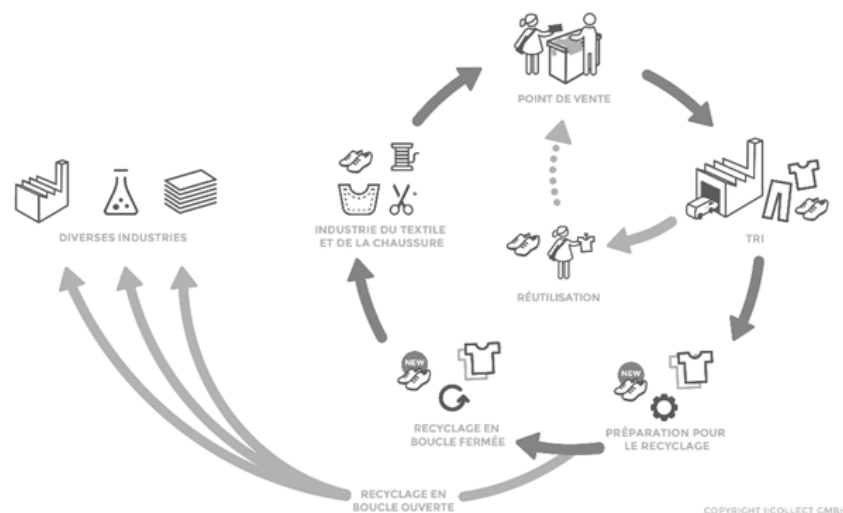 POINT DE VENTE
INDUSTRIE DU TEXTILE
ET DE LA CHAUSSURE
DIVERSES INDUSTRIES
TRI
RÉUTILISATION
NEW
NEW
RECYCLAGE EN
BOUCLE FERMÉE
PRÉPARATION POUR
LE RECYCLAGE
RECYCLAGE EN
BOUCLE OUVERTE
COPYRIGHT I:COLLECT GMBH